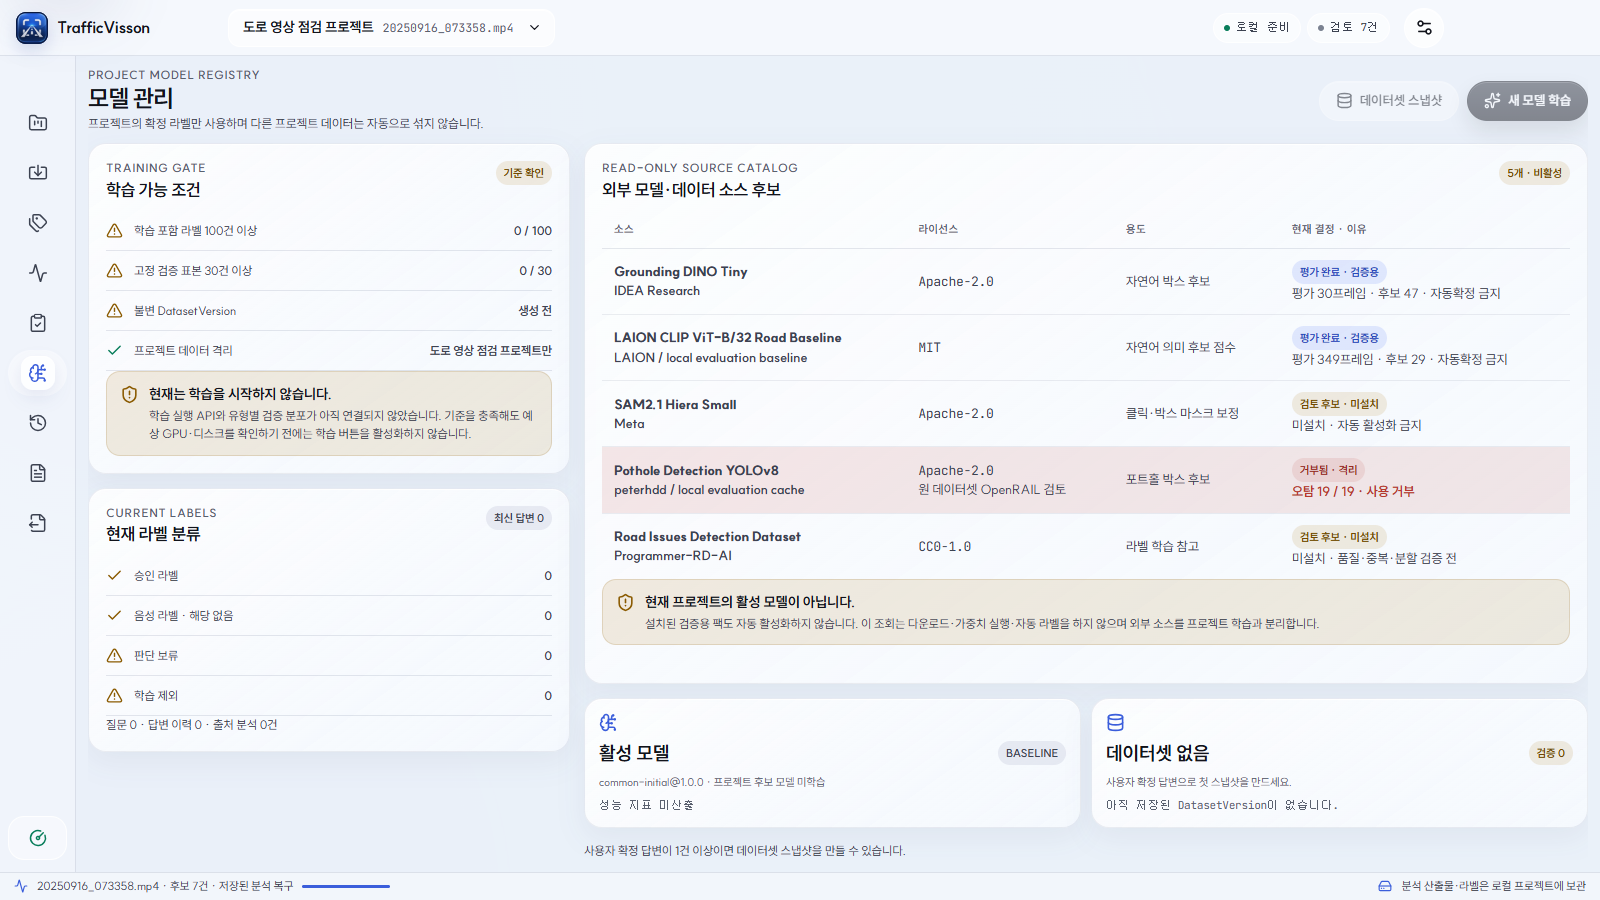 TrafficVisson
도로 영상 점검 프로젝트 20250916_073358.mp4
로컬 준비
검토 7건
PROJECT MODEL REGISTRY
모델 관리
프로젝트의 확정 라벨만 사용하며 다른 프로젝트 데이터는 자동으로 섞지 않습니다.
데이터셋 스냅샷
새 모델 학습
TRAINING GATE
학습 가능 조건
기준 확인
학습 포함 라벨 100건 이상 0 / 100
고정 검증 표본 30건 이상 0 / 30
불변 DatasetVersion 생성 전
프로젝트 데이터 격리 도로 영상 점검 프로젝트만
현재는 학습을 시작하지 않습니다.
학습 실행 API와 유형별 검증 분포가 아직 연결되지 않았습니다. 기준을 충족해도 예
상 GPU·디스크를 확인하기 전에는 학습 버튼을 활성화하지 않습니다.
CURRENT LABELS
현재 라벨 분류
최신 답변 0
승인 라벨 0
음성 라벨 · 해당 없음 0
판단 보류 0
학습 제외 0
질문 0 · 답변 이력 0 · 출처 분석 0건
READ-ONLY SOURCE CATALOG
외부 모델·데이터 소스 후보
5개 · 비활성
소스 라이선스 용도 현재 결정 · 이유
Grounding DINO Tiny
IDEA Research
Apache-2.0
자연어 박스 후보
평가 완료 · 검증용
평가 30프레임 · 후보 47 · 자동확정 금지
LAION CLIP ViT-B/32 Road Baseline
LAION / local evaluation baseline
MIT
자연어 의미 후보 점수
평가 완료 · 검증용
평가 349프레임 · 후보 29 · 자동확정 금지
SAM2.1 Hiera Small
Meta
Apache-2.0
클릭·박스 마스크 보정
검토 후보 · 미설치
미설치 · 자동 활성화 금지
Pothole Detection YOLOv8
peterhdd / local evaluation cache
Apache-2.0
원 데이터셋 OpenRAIL 검토
포트홀 박스 후보
거부됨 · 격리
오탐 19 / 19 · 사용 거부
Road Issues Detection Dataset
Programmer-RD-AI
CC0-1.0
라벨 학습 참고
검토 후보 · 미설치
미설치 · 품질·중복·분할 검증 전
현재 프로젝트의 활성 모델이 아닙니다.
설치된 검증용 팩도 자동 활성화하지 않습니다. 이 조회는 다운로드·가중치 실행·자동 라벨을 하지 않으며 외부 소스를 프로젝트 학습과 분리합니다.
활성 모델
BASELINE
common-initial@1.0.0 · 프로젝트 후보 모델 미학습
성능 지표 미산출
데이터셋 없음
검증 0
사용자 확정 답변으로 첫 스냅샷을 만드세요.
아직 저장된 DatasetVersion이 없습니다.
사용자 확정 답변이 1건 이상이면 데이터셋 스냅샷을 만들 수 있습니다.
20250916_073358.mp4 · 후보 7건 · 저장된 분석 복구
분석 산출물·라벨은 로컬 프로젝트에 보관